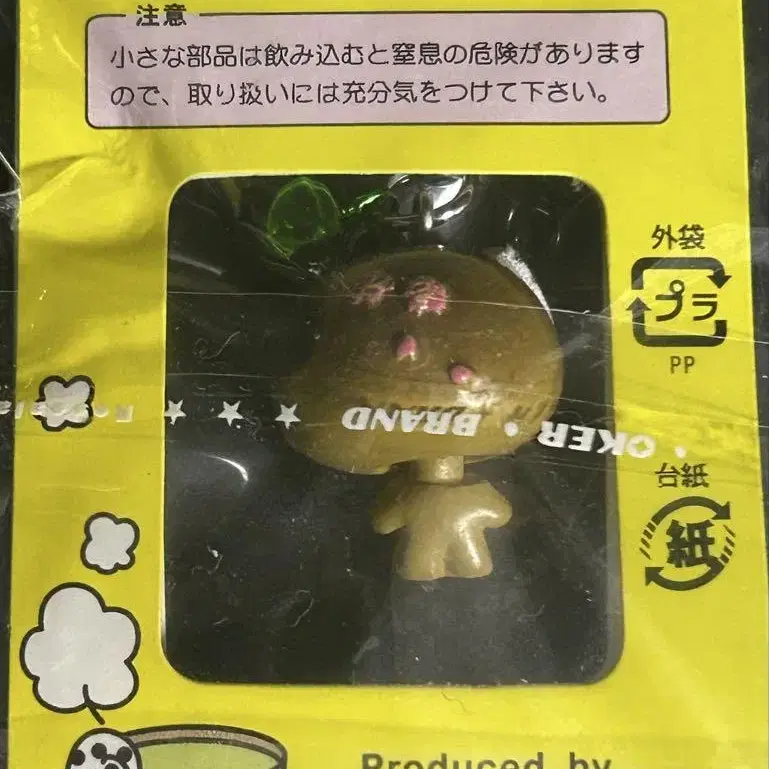 注意
小さな部品は飲み込むと窒息の危険があります
ので、取り扱いには充分気をつけて下さい。
外袋
プラ
PP
★ ★ ★ OKER • BRAND •
台紙
紙
Produced by